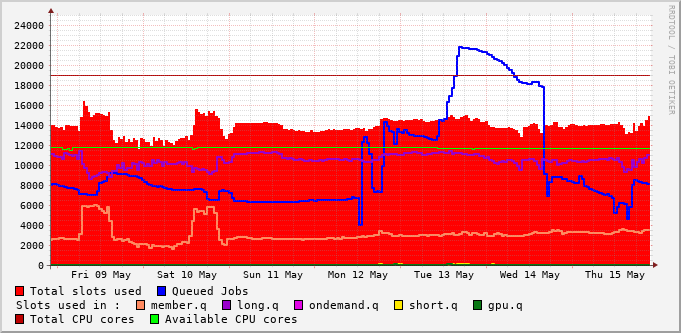 RRDTOOL / TOBI OETIKER
24000
22000
20000
18000
16000
14000
12000
10000
8000
6000
4000
2000
0
Fri 09 May Sat 10 May Sun 11 May Mon 12 May Tue 13 May Wed 14 May Thu 15 May
Total slots used Queued Jobs
Slots used in : member.q long.q ondemand.q short.q gpu.q
Total CPU cores Available CPU cores